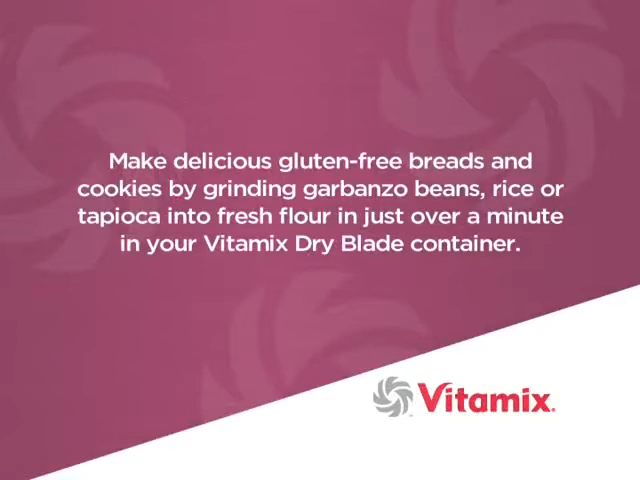 Make delicious gluten-free breads and
cookies by grinding garbanzo beans, rice or
tapioca into fresh flour in just over a minute
in your Vitamix Dry Blade container.
Vitamix.